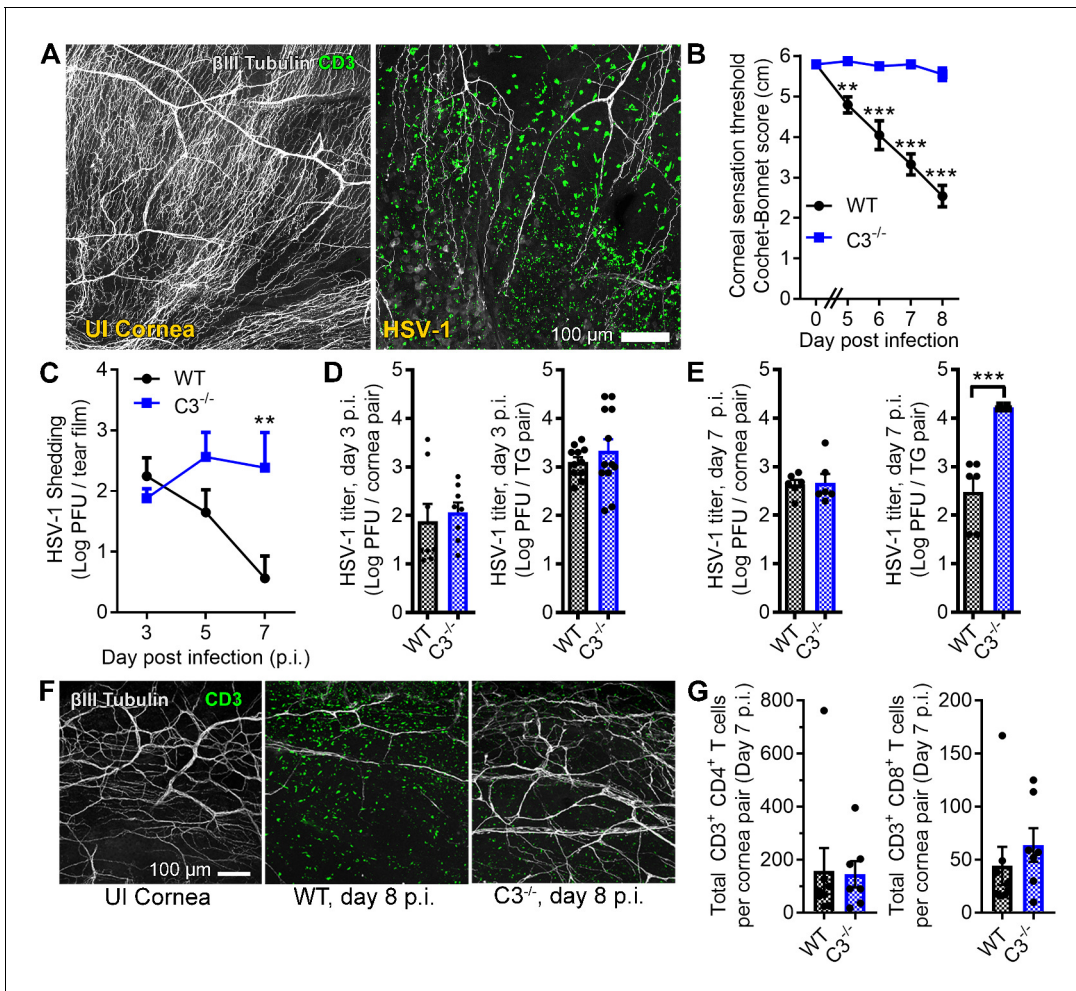 A
βIII Tubulin CD3
UI Cornea
HSV-1
100 µm
B
Corneal sensation threshold
Cochet-Bonnet score (cm)
6
5
4
3
2
1
0
**
***
***
***
WT
C3-/-
0 5 6 7 8
Day post infection
C
WT
C3-/-
**
HSV-1 Shedding
(Log PFU / tear film)
4
3
2
1
0
3 5 7
Day post infection (p.i.)
D
HSV-1 titer, day 3 p.i.
(Log PFU / cornea pair)
5
4
3
2
1
0
WT
C3-/-
HSV-1 titer, day 3 p.i.
(Log PFU / TG pair)
5
4
3
2
1
0
WT
C3-/-
E
HSV-1 titer, day 7 p.i.
(Log PFU / cornea pair)
5
4
3
2
1
0
WT
C3-/-
HSV-1 titer, day 7 p.i.
(Log PFU / TG pair)
5
4
3
2
1
0
***
WT
C3-/-
F
βIII Tubulin CD3
100 µm
UI Cornea
WT, day 8 p.i.
C3-/-, day 8 p.i.
G
Total CD3+ CD4+ T cells
per cornea pair (Day 7 p.i.)
800
600
400
200
0
WT
C3-/-
Total CD3+ CD8+ T cells
per cornea pair (Day 7 p.i.)
200
150
100
50
0
WT
C3-/-